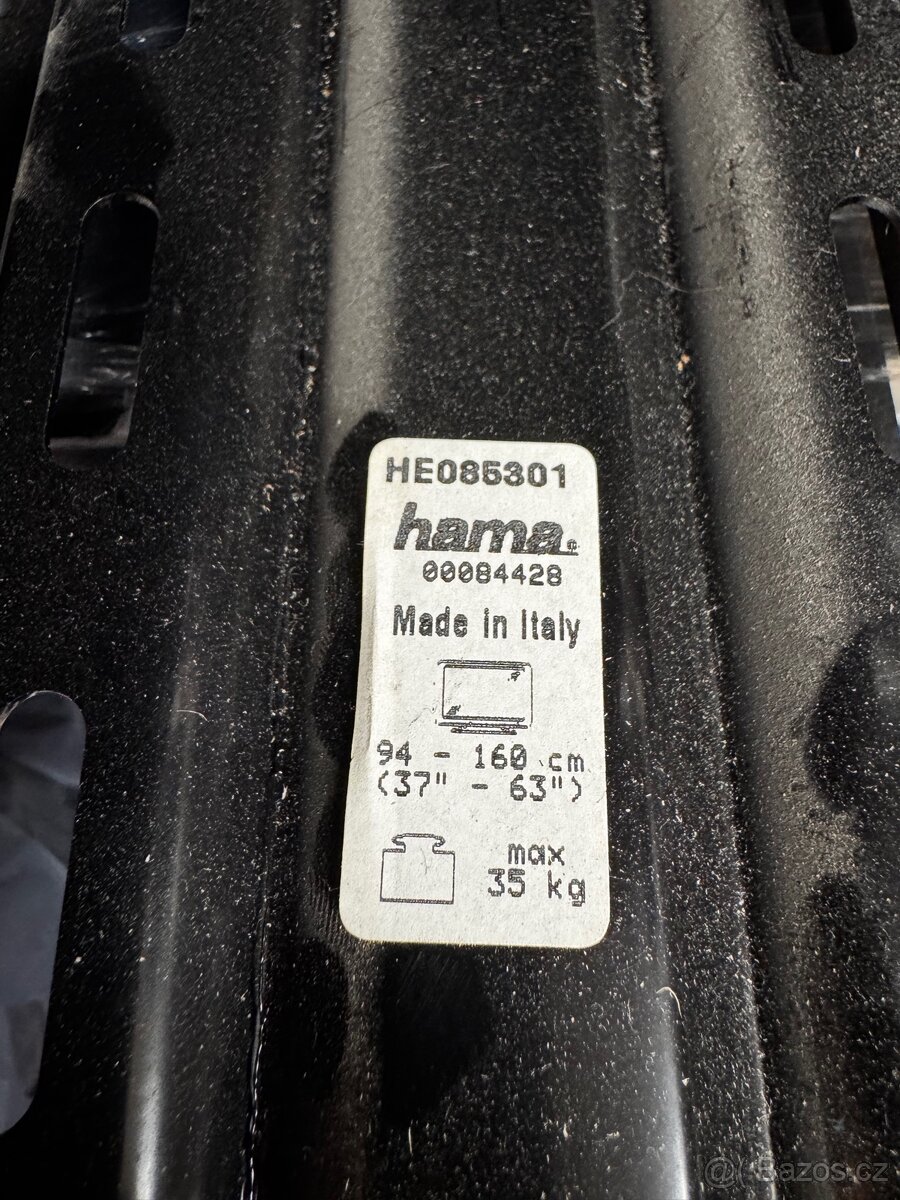 HE085301
hama
00084428
Made in Italy
94 - 160 cm
(37" - 63")
max
35 kg
@ Bazos.cz